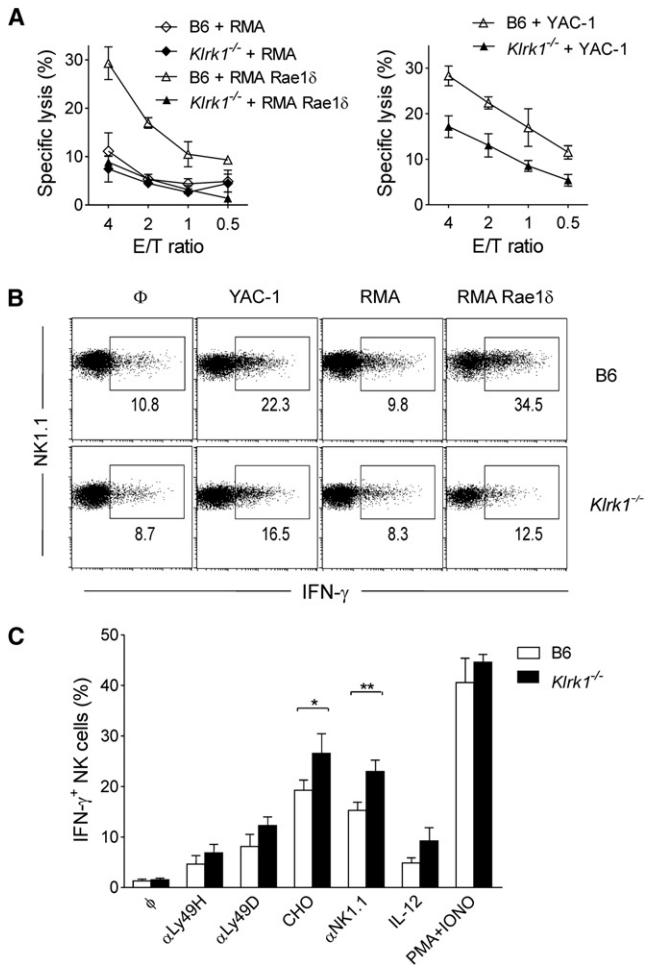 A
B6 + RMA
Klrk1-/- + RMA
B6 + RMA Rae1δ
Klrk1-/- + RMA Rae1δ
Specific lysis (%)
30
20
10
0
4 2 1 0.5
E/T ratio
B6 + YAC-1
Klrk1-/- + YAC-1
Specific lysis (%)
30
20
10
0
4 2 1 0.5
E/T ratio
B
Φ YAC-1 RMA RMA Rae1δ
10.8 22.3 9.8 34.5
B6
8.7 16.5 8.3 12.5
Klrk1-/-
NK1.1
IFN-γ
C
B6
Klrk1-/-
IFN-γ+ NK cells (%)
50
40
30
20
10
0
* **
ϕ αLy49H αLy49D CHO αNK1.1 IL-12 PMA+IONO